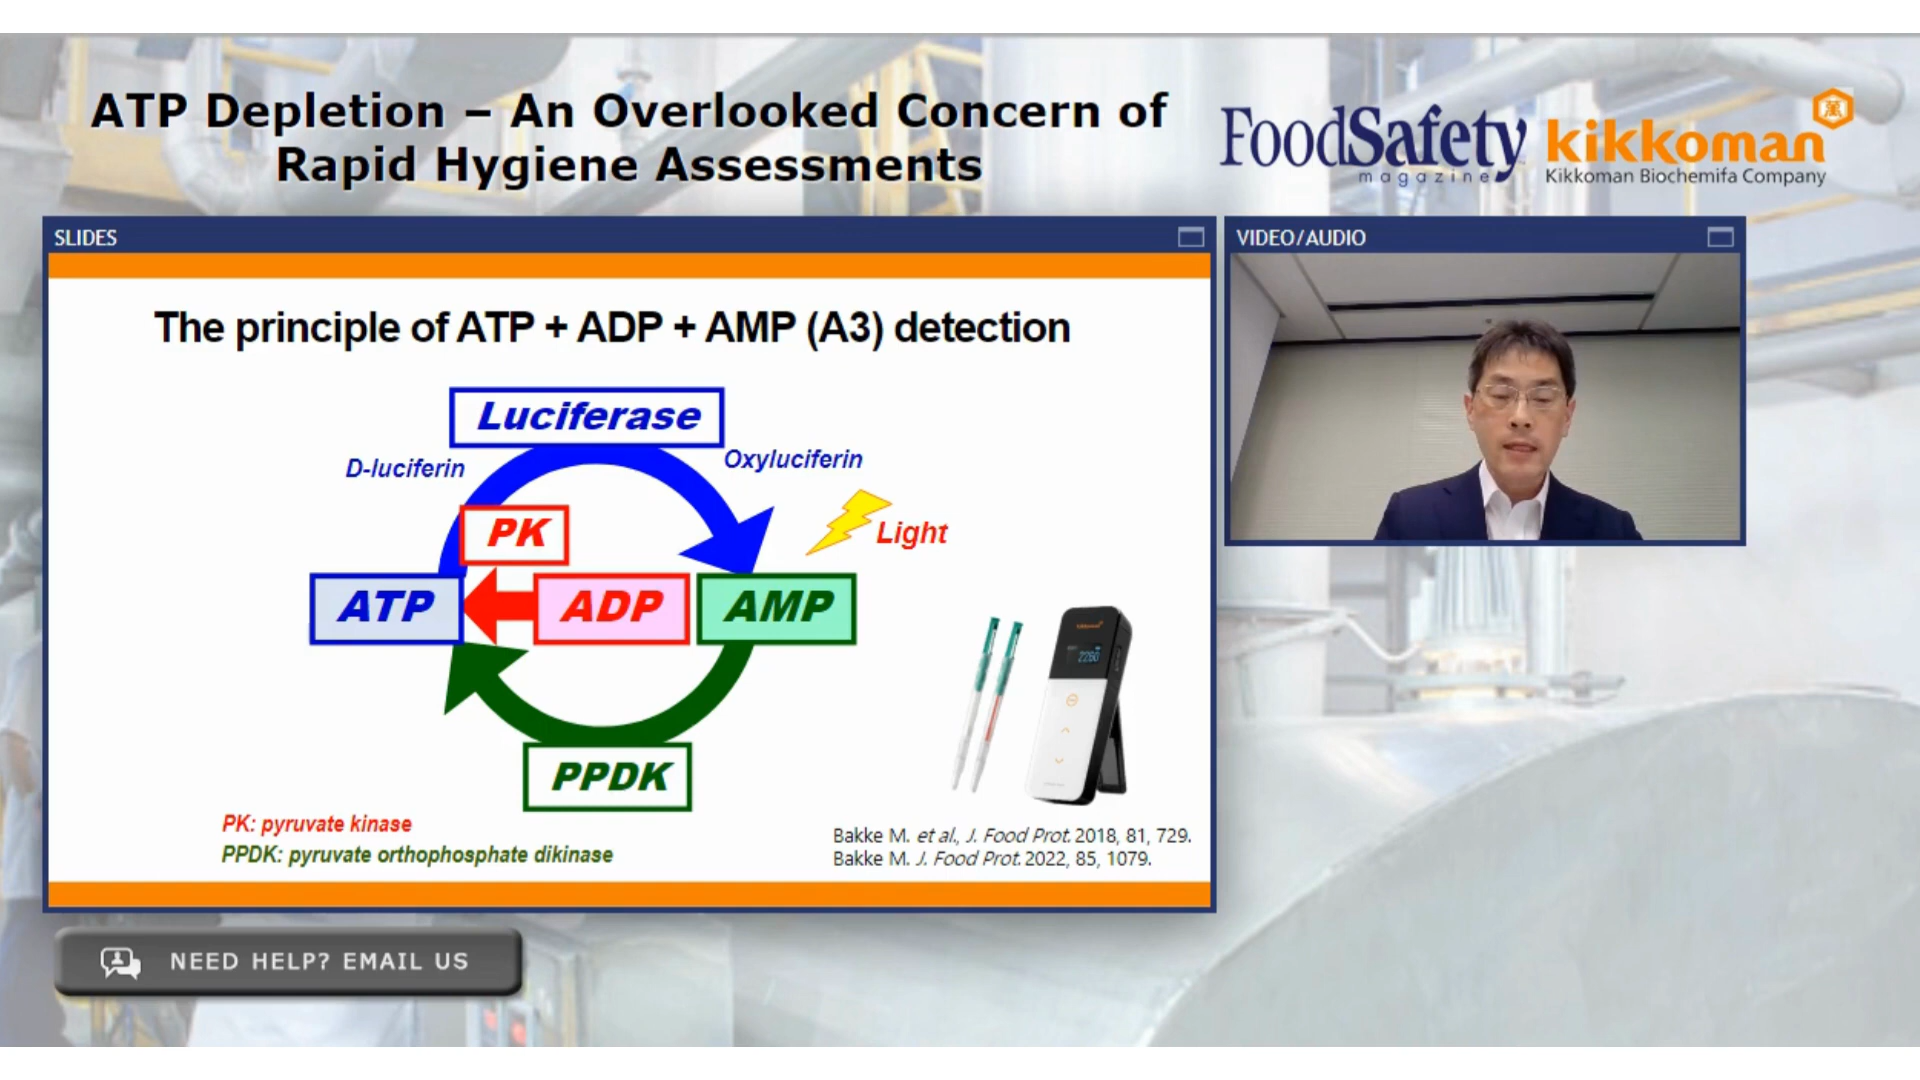 ATP Depletion – An Overlooked Concern of
Rapid Hygiene Assessments
FoodSafety
magazine
kikkoman
Kikkoman Biochemifa Company
SLIDES
VIDEO/AUDIO
The principle of ATP + ADP + AMP (A3) detection
Luciferase
D-luciferin
Oxyluciferin
PK
Light
ATP
ADP
AMP
PPDK
PK: pyruvate kinase
PPDK: pyruvate orthophosphate dikinase
Bakke M. et al., J. Food Prot. 2018, 81, 729.
Bakke M. J. Food Prot. 2022, 85, 1079.
NEED HELP? EMAIL US